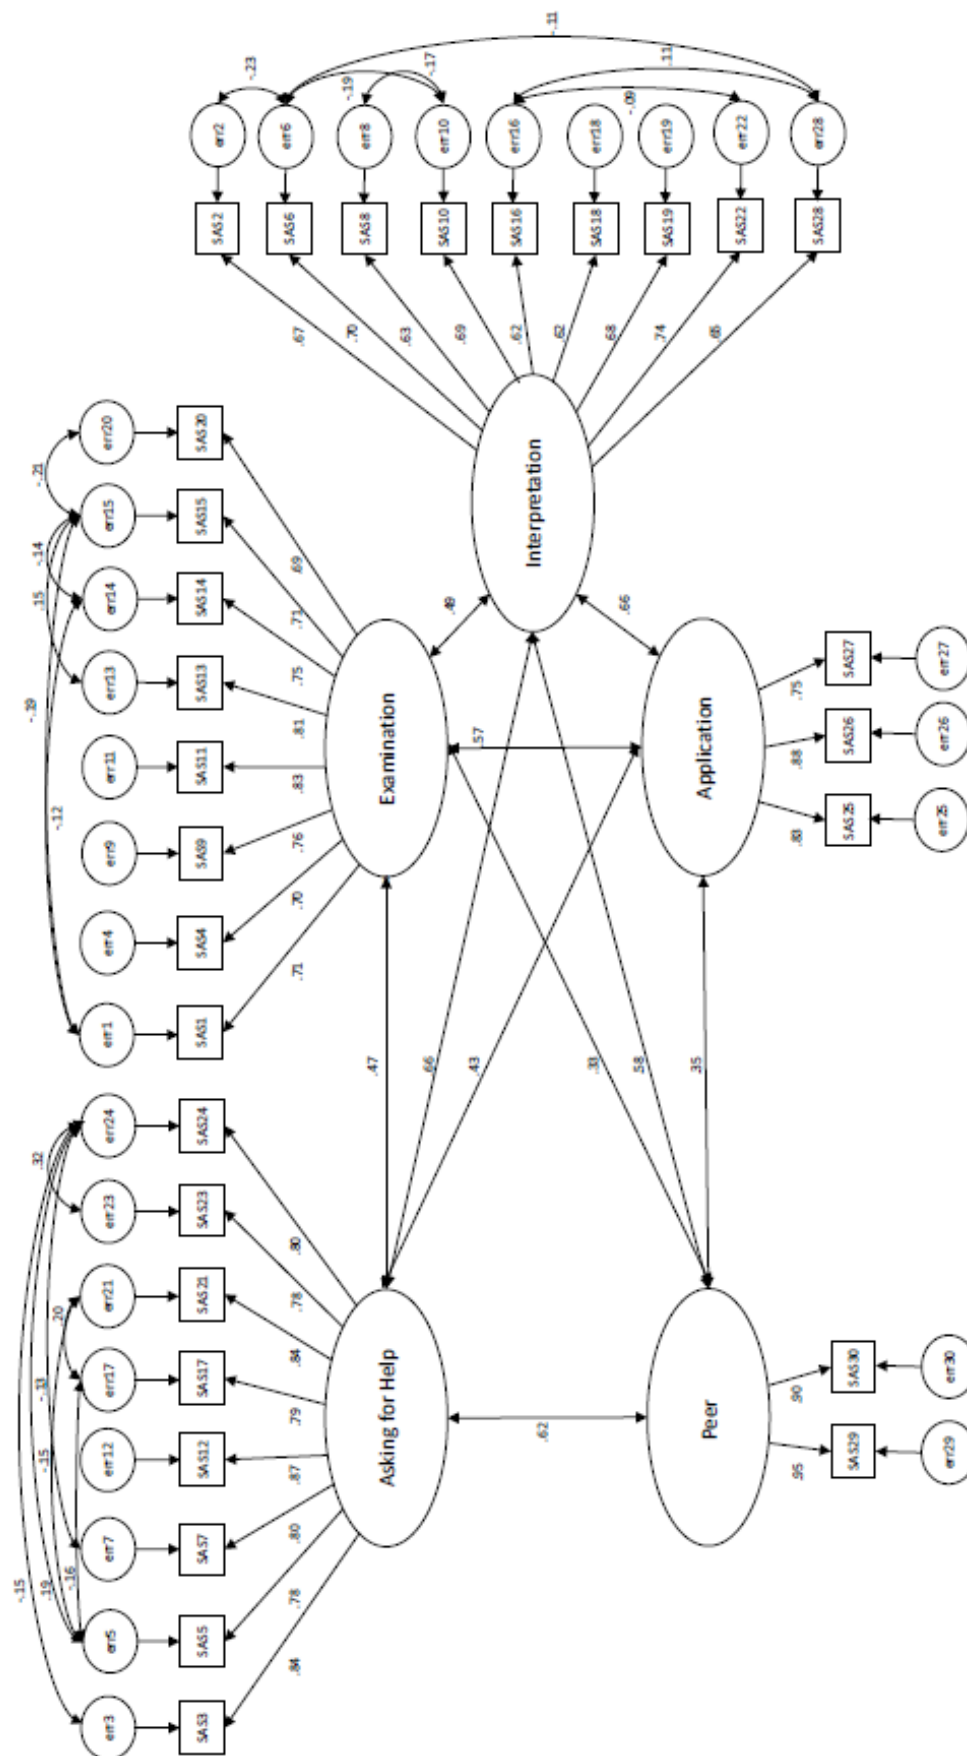 -.15
.19
-.15
-.33
-.16
.20
.32
err3
err5
err7
err12
err17
err21
err23
err24
SAS3
SAS5
SAS7
SAS12
SAS17
SAS21
SAS23
SAS24
.84
.78
.80
.87
.79
.84
.78
.80
Asking for Help
-.12
-.19
.15
-.14
-.21
err1
err4
err9
err11
err13
err14
err15
err20
SAS1
SAS4
SAS9
SAS11
SAS13
SAS14
SAS15
SAS20
.71
.70
.76
.83
.81
.75
.71
.69
Examination
-.23
-.19
-.17
-.11
.11
-.09
err2
err6
err8
err10
err16
err18
err19
err22
err28
SAS2
SAS6
SAS8
SAS10
SAS16
SAS18
SAS19
SAS22
SAS28
.67
.70
.63
.69
.62
.62
.68
.74
.65
Interpretation
.47
.66
.43
.33
.58
.35
.62
.57
.49
.66
Peer
.95
.90
SAS29
SAS30
err29
err30
Application
.83
.88
.75
SAS25
SAS26
SAS27
err25
err26
err27